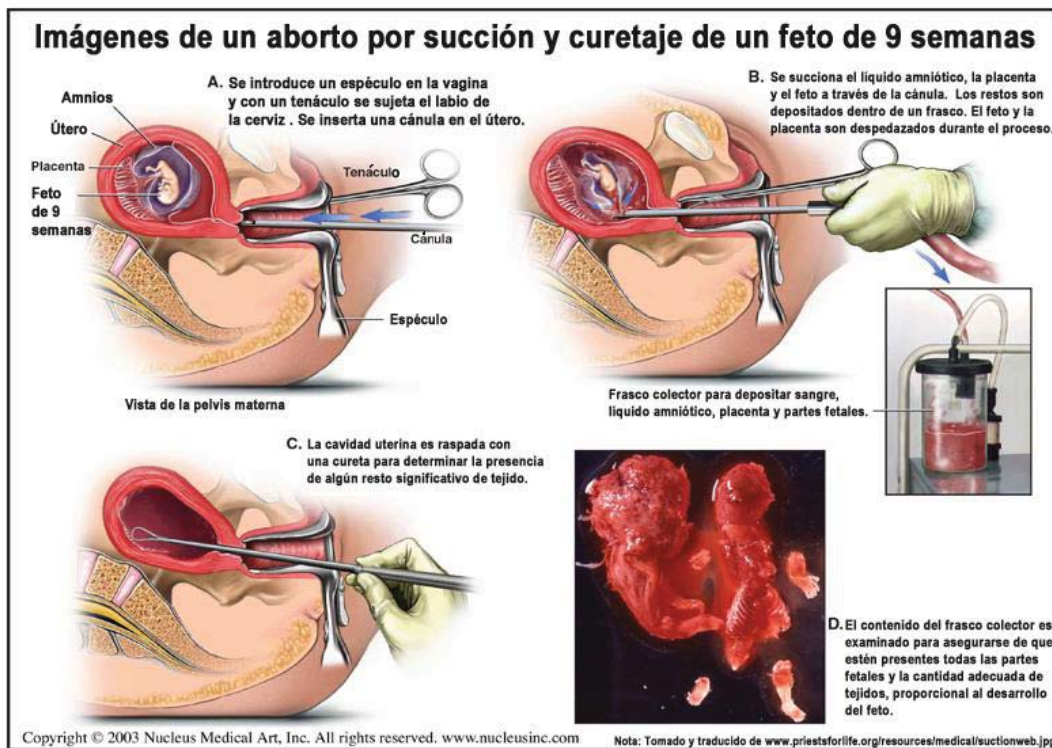 Imágenes de un aborto por succión y curetaje de un feto de 9 semanas
A. Se introduce un espéculo en la vagina
y con un tenáculo se sujeta el labio de
la cerviz . Se inserta una cánula en el útero.
Amnios
Útero
Placenta
Feto
de 9
semanas
Tenáculo
Cánula
Espéculo
Vista de la pelvis materna
B. Se succiona el líquido amniótico, la placenta
y el feto a través de la cánula. Los restos son
depositados dentro de un frasco. El feto y la
placenta son despedazados durante el proceso.
Frasco colector para depositar sangre,
liquido amniótico, placenta y partes fetales.
C. La cavidad uterina es raspada con
una cureta para determinar la presencia
de algún resto significativo de tejido.
D. El contenido del frasco colector es
examinado para asegurarse de que
estén presentes todas las partes
fetales y la cantidad adecuada de
tejidos, proporcional al desarrollo
del feto.
Copyright © 2003 Nucleus Medical Art, Inc. All rights reserved. www.nucleusinc.com
Nota: Tomado y traducido de www.priestsforlife.org/resources/medical/suctionweb.jpg